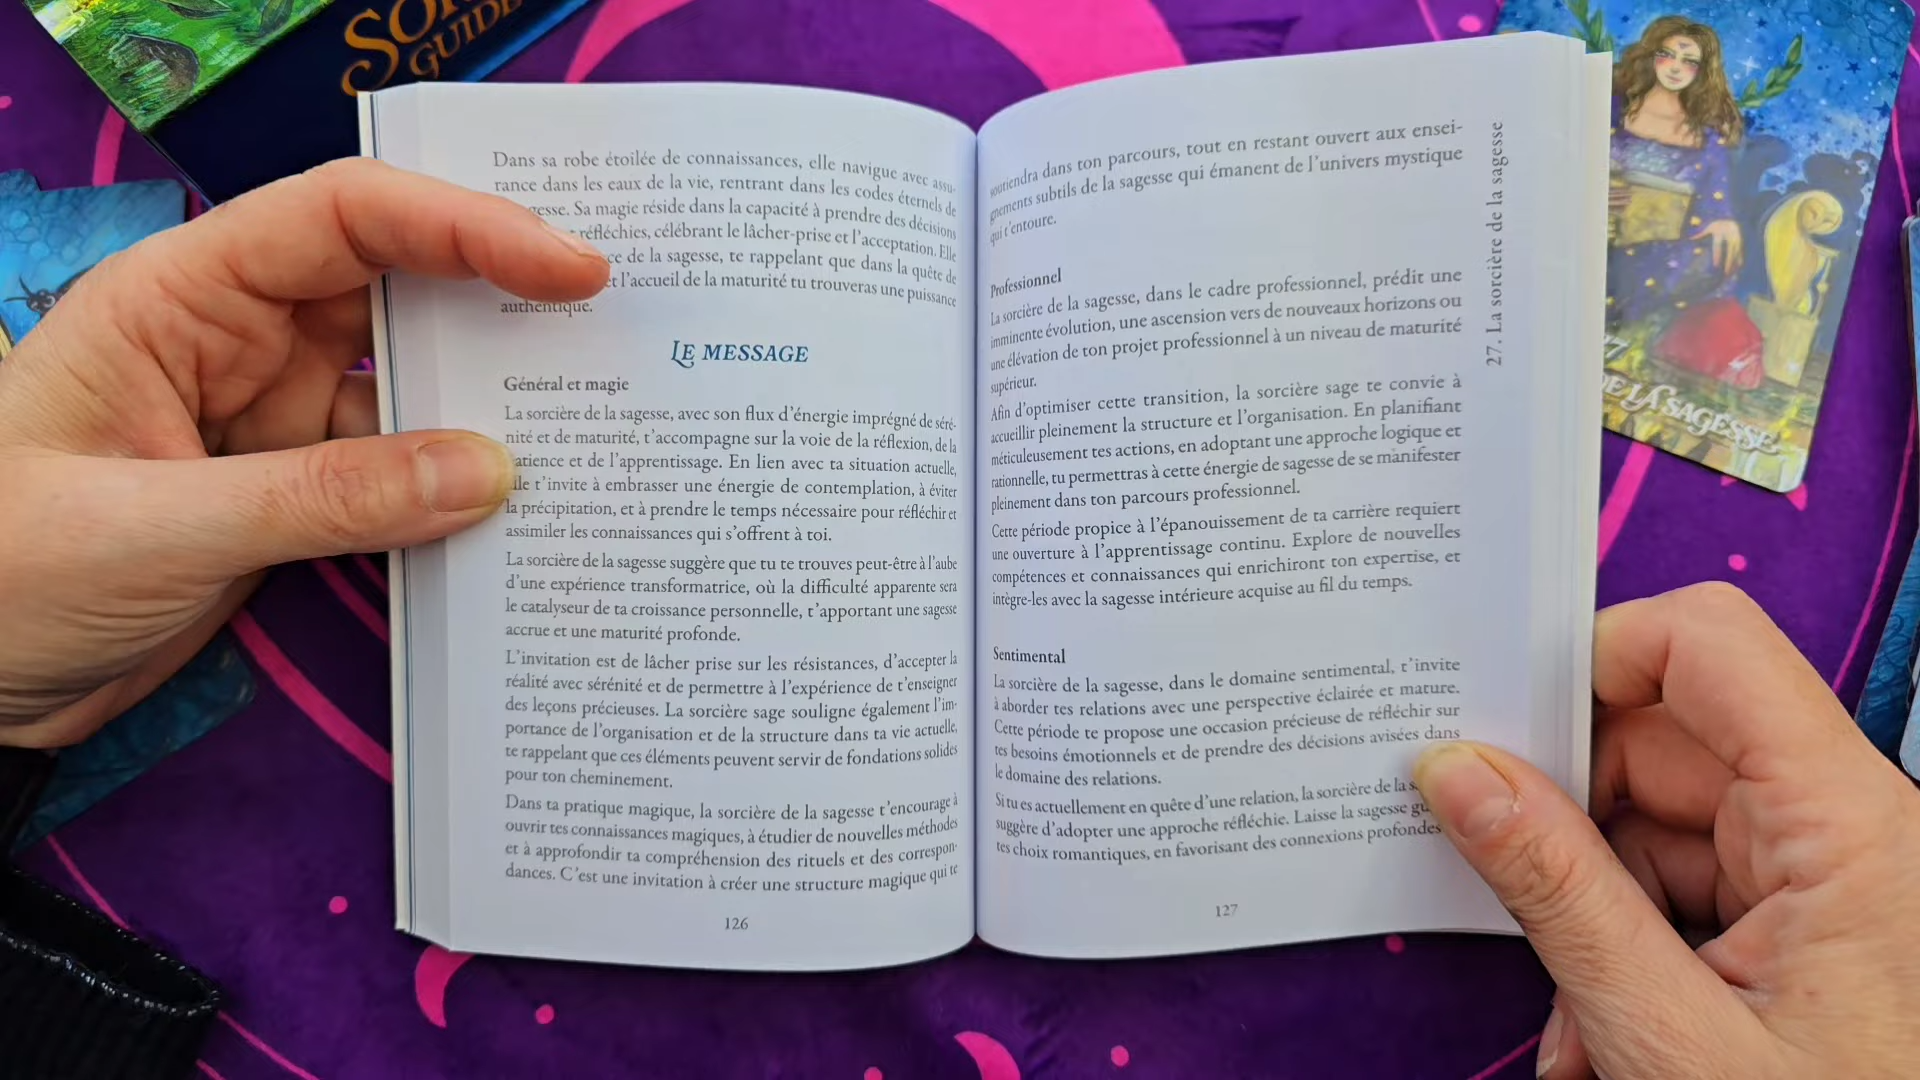 GUIDE
Dans sa robe étoilée de connaissances, elle navigue avec assu-
rance dans les eaux de la vie, rentrant dans les codes éternels de
Sa magie réside dans la capacité à prendre des décisions
réfléchies, célébrant le lâcher-prise et l'acceptation. Elle
de la sagesse, te rappelant que dans la quête de
et l'accueil de la maturité tu trouveras une puissance
authentique.
LE MESSAGE
Général et magie
La sorcière de la sagesse, avec son flux d'énergie imprégné de séré-
nité et de maturité, t'accompagne sur la voie de la réflexion, de la
patience et de l'apprentissage. En lien avec ta situation actuelle,
elle t'invite à embrasser une énergie de contemplation, à éviter
la précipitation, et à prendre le temps nécessaire pour réfléchir et
assimiler les connaissances qui s'offrent à toi.
La sorcière de la sagesse suggère que tu te trouves peut-être à l'aube
d'une expérience transformatrice, où la difficulté apparente sera
le catalyseur de ta croissance personnelle, t'apportant une sagesse
accrue et une maturité profonde.
L'invitation est de lâcher prise sur les résistances, d'accepter la
réalité avec sérénité et de permettre à l'expérience de t'enseigner
des leçons précieuses. La sorcière sage souligne également l'im-
portance de l'organisation et de la structure dans ta vie actuelle,
te rappelant que ces éléments peuvent servir de fondations solides
pour ton cheminement.
Dans ta pratique magique, la sorcière de la sagesse t'encourage à
ouvrir tes connaissances magiques, à étudier de nouvelles méthodes
et à approfondir ta compréhension des rituels et des correspon-
dances. C'est une invitation à créer une structure magique qui te
126
soutiendra dans ton parcours, tout en restant ouvert aux ensei-
gnements subtils de la sagesse qui émanent de l'univers mystique
qui t'entoure.
Professionnel
La sorcière de la sagesse, dans le cadre professionnel, prédit une
imminente évolution, une ascension vers de nouveaux horizons ou
une élévation de ton projet professionnel à un niveau de maturité
supérieur.
Afin d'optimiser cette transition, la sorcière sage te convie à
accueillir pleinement la structure et l'organisation. En planifiant
méticuleusement tes actions, en adoptant une approche logique et
rationnelle, tu permettras à cette énergie de sagesse de se manifester
pleinement dans ton parcours professionnel.
Cette période propice à l'épanouissement de ta carrière requiert
une ouverture à l'apprentissage continu. Explore de nouvelles
compétences et connaissances qui enrichiront ton expertise, et
intègre-les avec la sagesse intérieure acquise au fil du temps.
Sentimental
La sorcière de la sagesse, dans le domaine sentimental, t'invite
à aborder tes relations avec une perspective éclairée et mature.
Cette période te propose une occasion précieuse de réfléchir sur
tes besoins émotionnels et de prendre des décisions avisées dans
le domaine des relations.
Si tu es actuellement en quête d'une relation, la sorcière de la
suggère d'adopter une approche réfléchie. Laisse la sagesse
tes choix romantiques, en favorisant des connexions profondes
127
27. La sorcière de la sagesse
DE LA SAGESSE